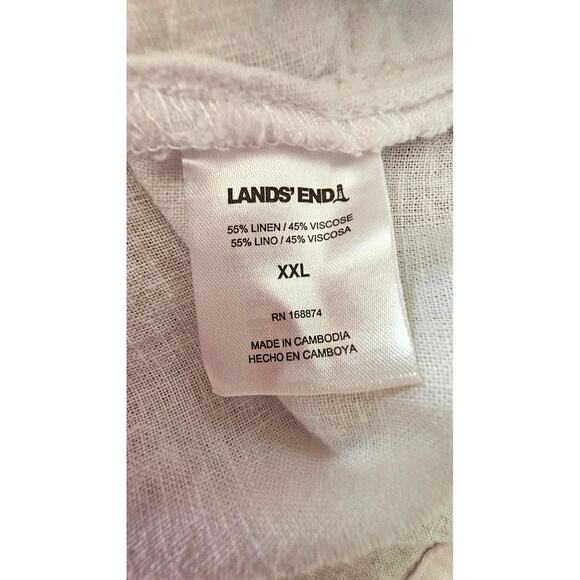 LANDS' END
55% LINEN / 45% VISCOSE
55% LINO / 45% VISCOSA
XXL
RN 168874
MADE IN CAMBODIA
HECHO EN CAMBOYA